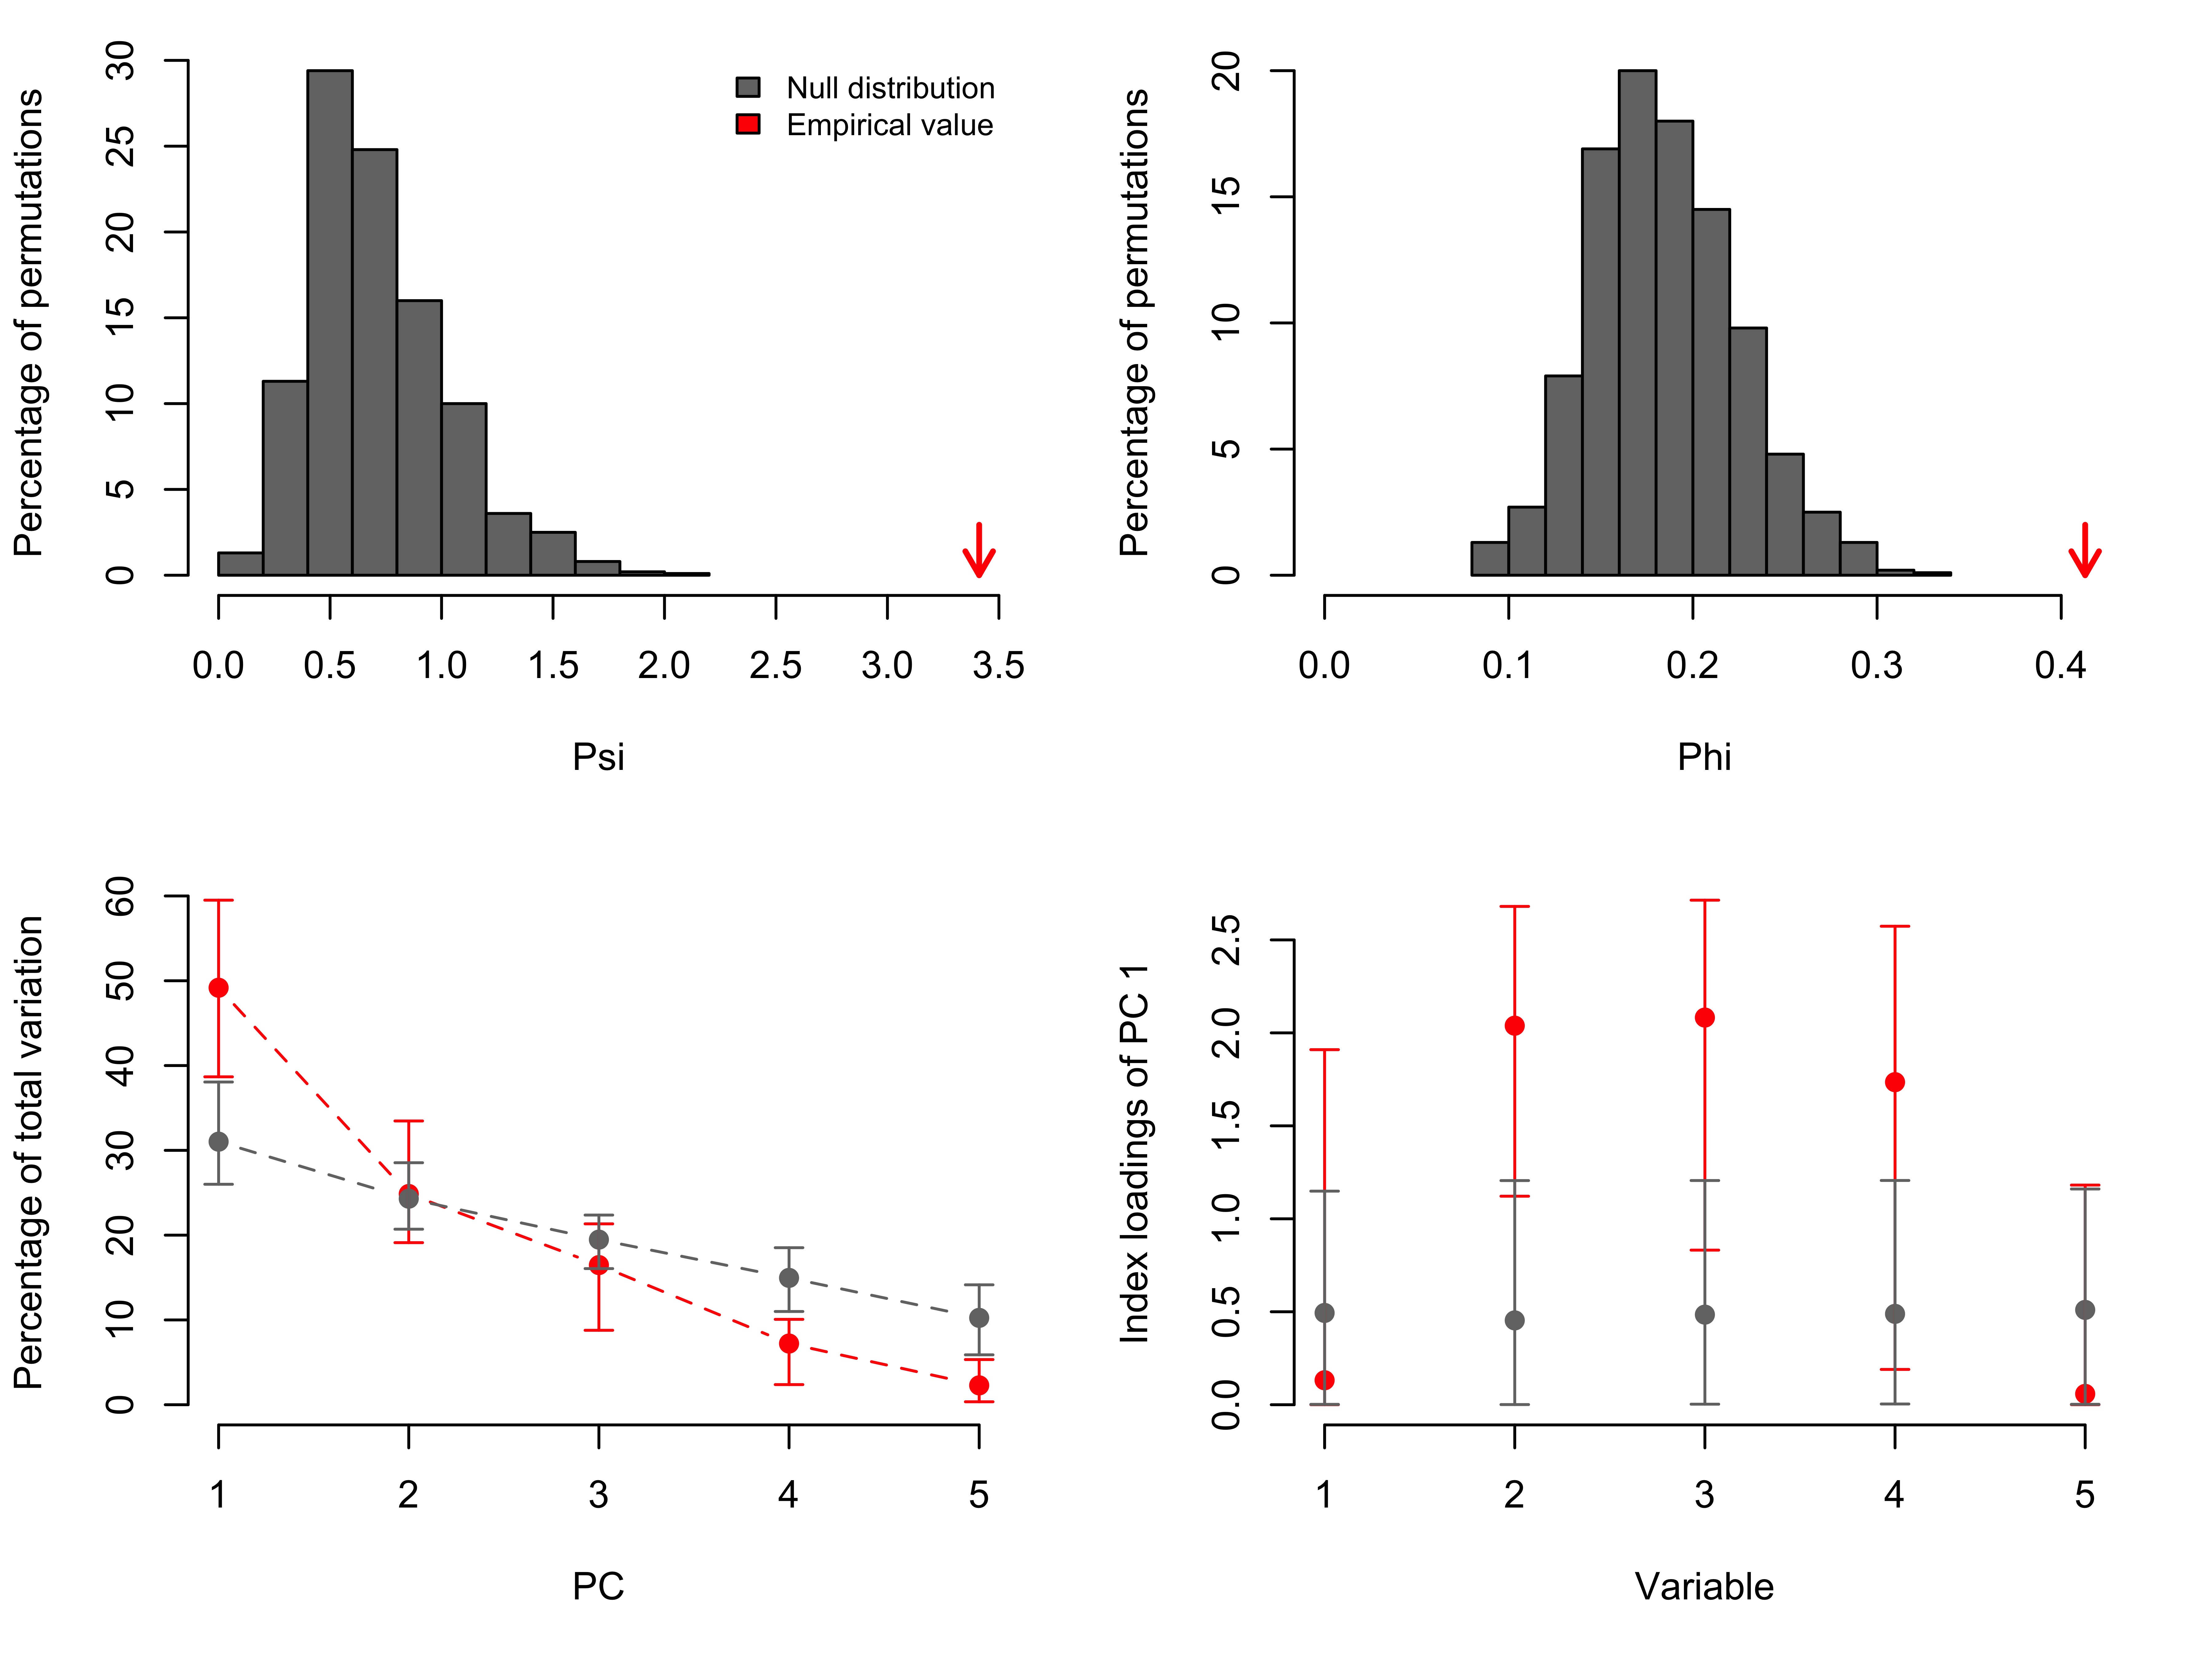 Percentage of permutations
0 5 10 15 20 25 30
Null distribution
Empirical value
0.0 0.5 1.0 1.5 2.0 2.5 3.0 3.5
Psi
Percentage of permutations
0 5 10 15 20
0.0 0.1 0.2 0.3 0.4
Phi
Percentage of total variation
0 10 20 30 40 50 60
1 2 3 4 5
PC
Index loadings of PC 1
0.0 0.5 1.0 1.5 2.0 2.5
1 2 3 4 5
Variable